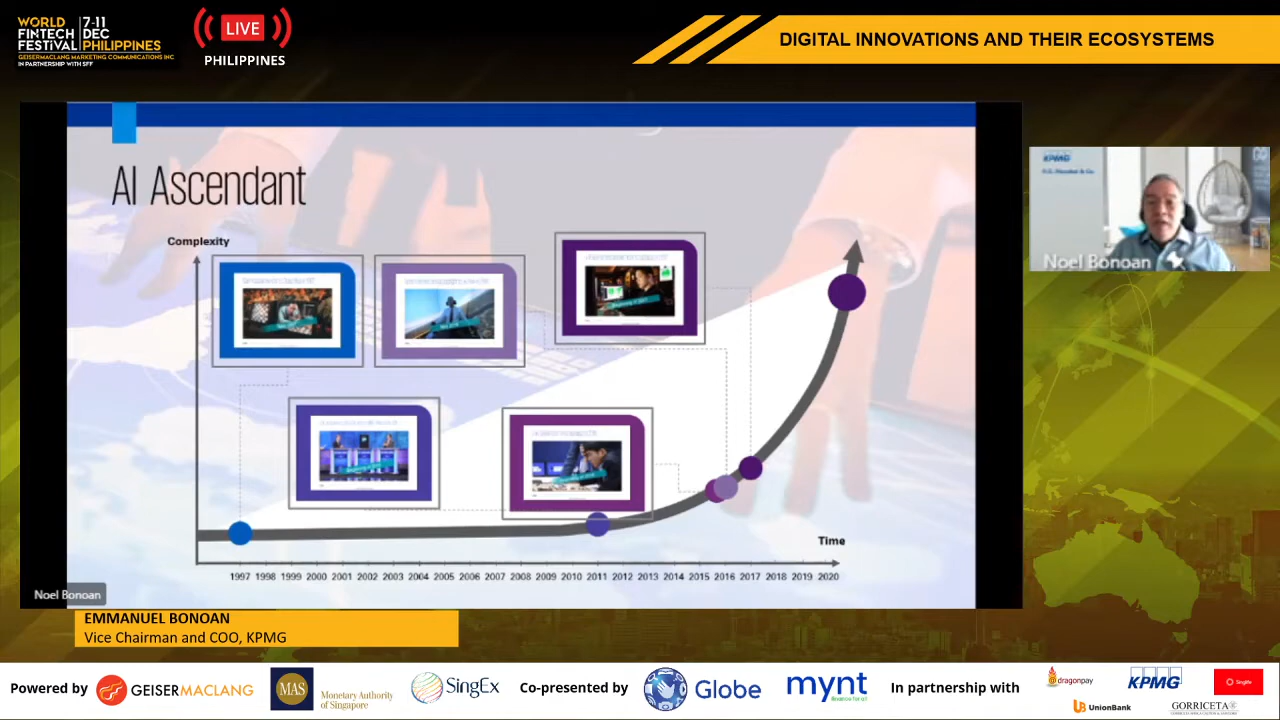 WORLD
FINTECH
FESTIVAL
7-11
DEC
PHILIPPINES
GEISERMACLANG MARKETING COMMUNICATIONS INC
IN PARTNERSHIP WITH SFF
LIVE
PHILIPPINES
DIGITAL INNOVATIONS AND THEIR ECOSYSTEMS
AI Ascendant
Complexity
Time
1997 1998 1999 2000 2001 2002 2003 2004 2005 2006 2007 2008 2009 2010 2011 2012 2013 2014 2015 2016 2017 2018 2019 2020
KPMG
Noel Bonoan
Noel Bonoan
EMMANUEL BONOAN
Vice Chairman and COO, KPMG
Powered by
GEISERMACLANG
MAS
Monetary Authority
of Singapore
SingEx
Co-presented by
Globe
mynt
In partnership with
dragonpay
UnionBank
KPMG
Singlife
GORRICETA